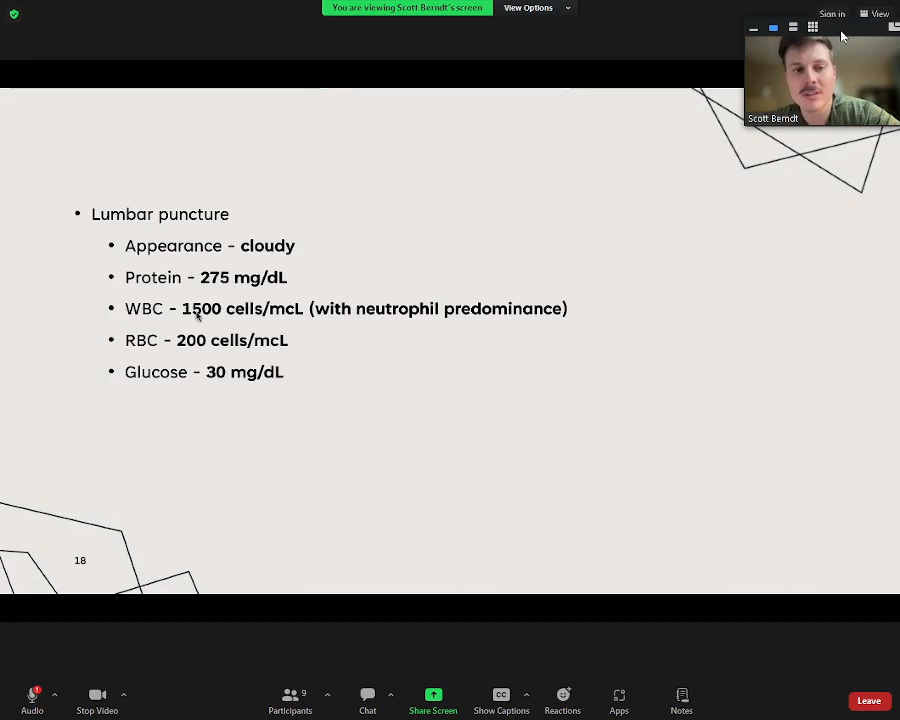 You are viewing Scott Berndt's screen
View Options
Sign in
View
Scott Berndt
• Lumbar puncture
• Appearance - cloudy
• Protein - 275 mg/dL
• WBC - 1500 cells/mcL (with neutrophil predominance)
• RBC - 200 cells/mcL
• Glucose - 30 mg/dL
18
Audio
Stop Video
Participants
9
Chat
Share Screen
CC
Show Captions
Reactions
Apps
Notes
Leave